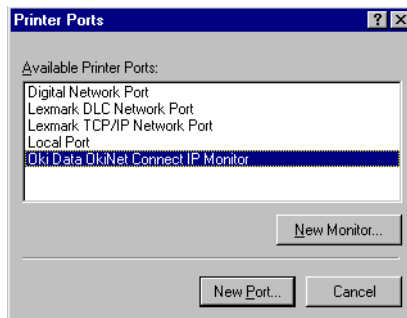 Printer Ports
Available Printer Ports:
Digital Network Port
Lexmark DLC Network Port
Lexmark TCP/IP Network Port
Local Port
Oki Data OkiNet Connect IP Monitor
New Monitor...
New Port...
Cancel